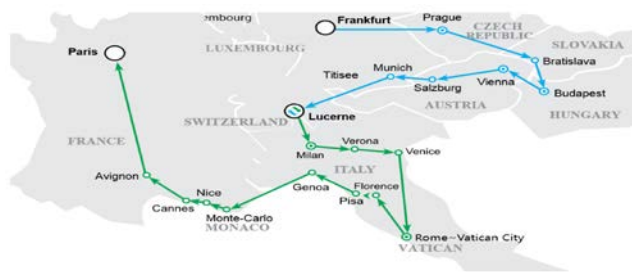 embourg
Frankfurt
Prague
CZECH
REPUBLIC
Paris
LUXEMBOURG
SLOVAKIA
Bratislava
Titisee
Munich
Vienna
Salzburg
Budapest
AUSTRIA
HUNGARY
SWITZERLAND
Lucerne
Verona
Venice
FRANCE
Milan
ITALY
Avignon
Genoa
Florence
Pisa
Nice
Cannes
Monte-Carlo
MONACO
Rome~Vatican City
VATICAN